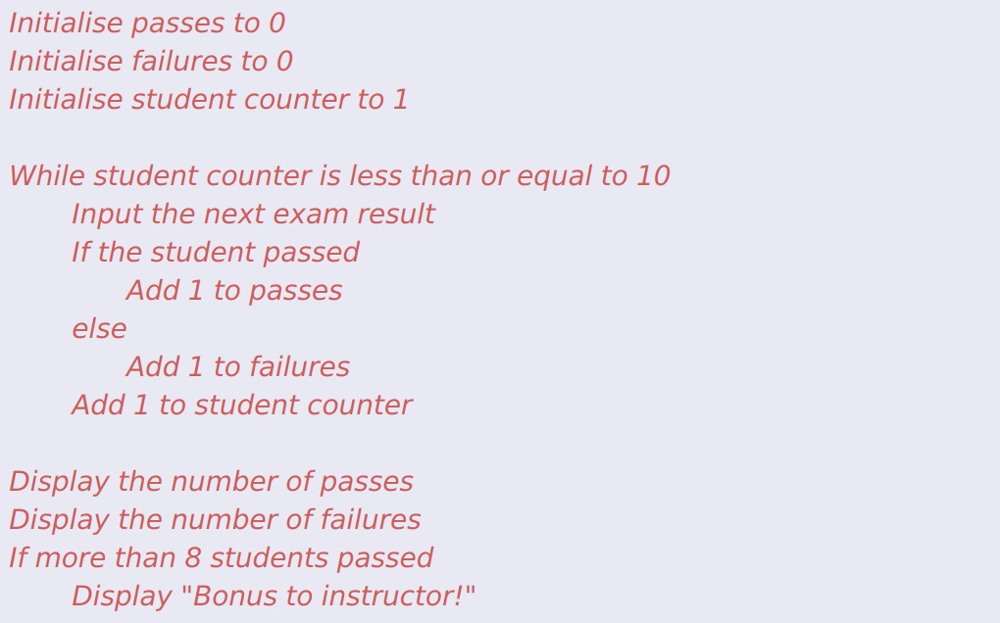 Initialise passes to 0
Initialise failures to 0
Initialise student counter to 1
While student counter is less than or equal to 10
Input the next exam result
If the student passed
Add 1 to passes
else
Add 1 to failures
Add 1 to student counter
Display the number of passes
Display the number of failures
If more than 8 students passed
Display "Bonus to instructor!"